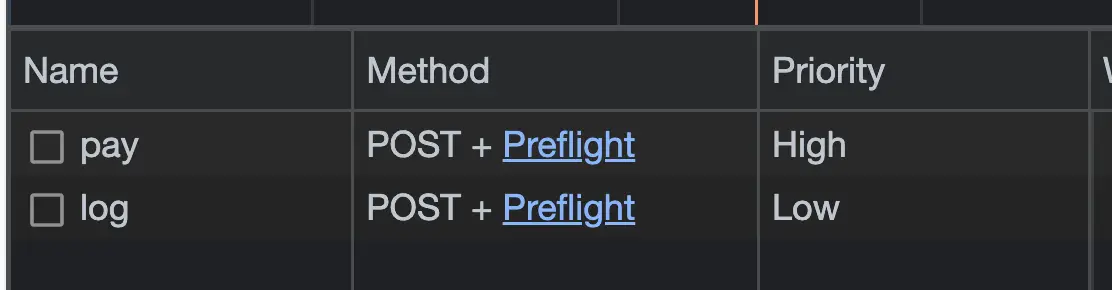 Name Method Priority
pay POST + Preflight High
log POST + Preflight Low